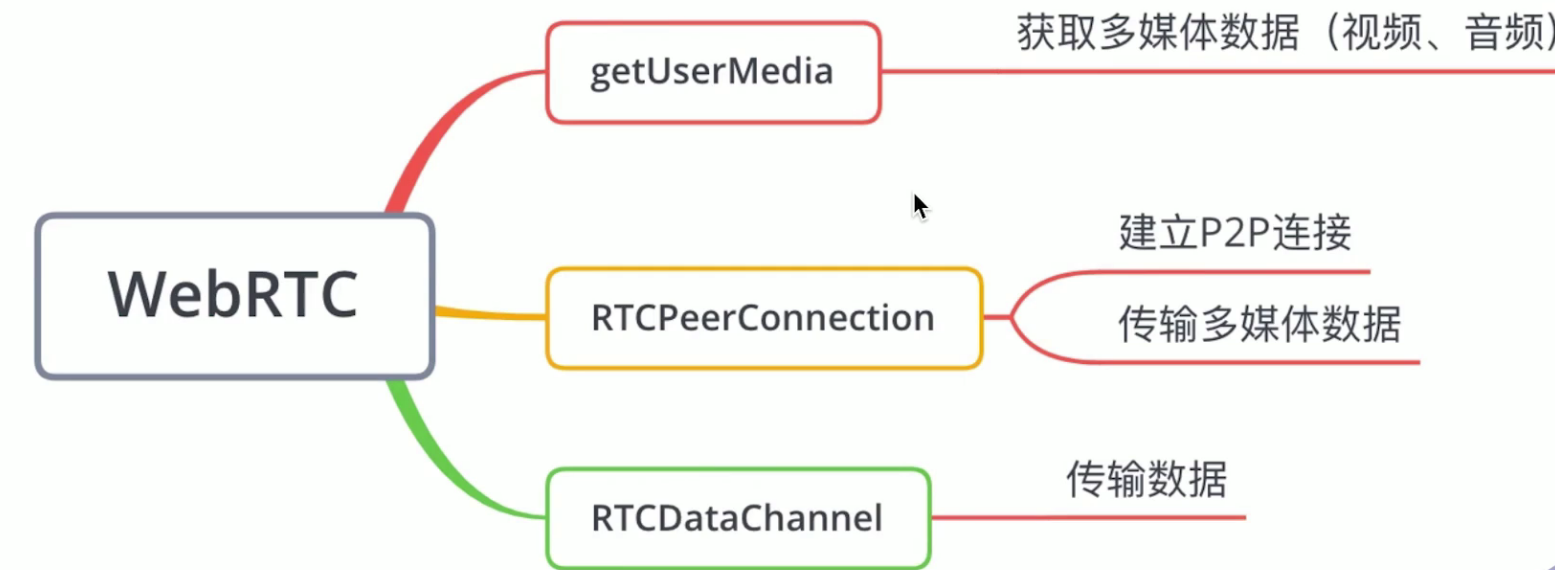 获取多媒体数据（视频、音频）
getUserMedia
建立P2P连接
WebRTC
RTCPeerConnection
传输多媒体数据
传输数据
RTCDataChannel